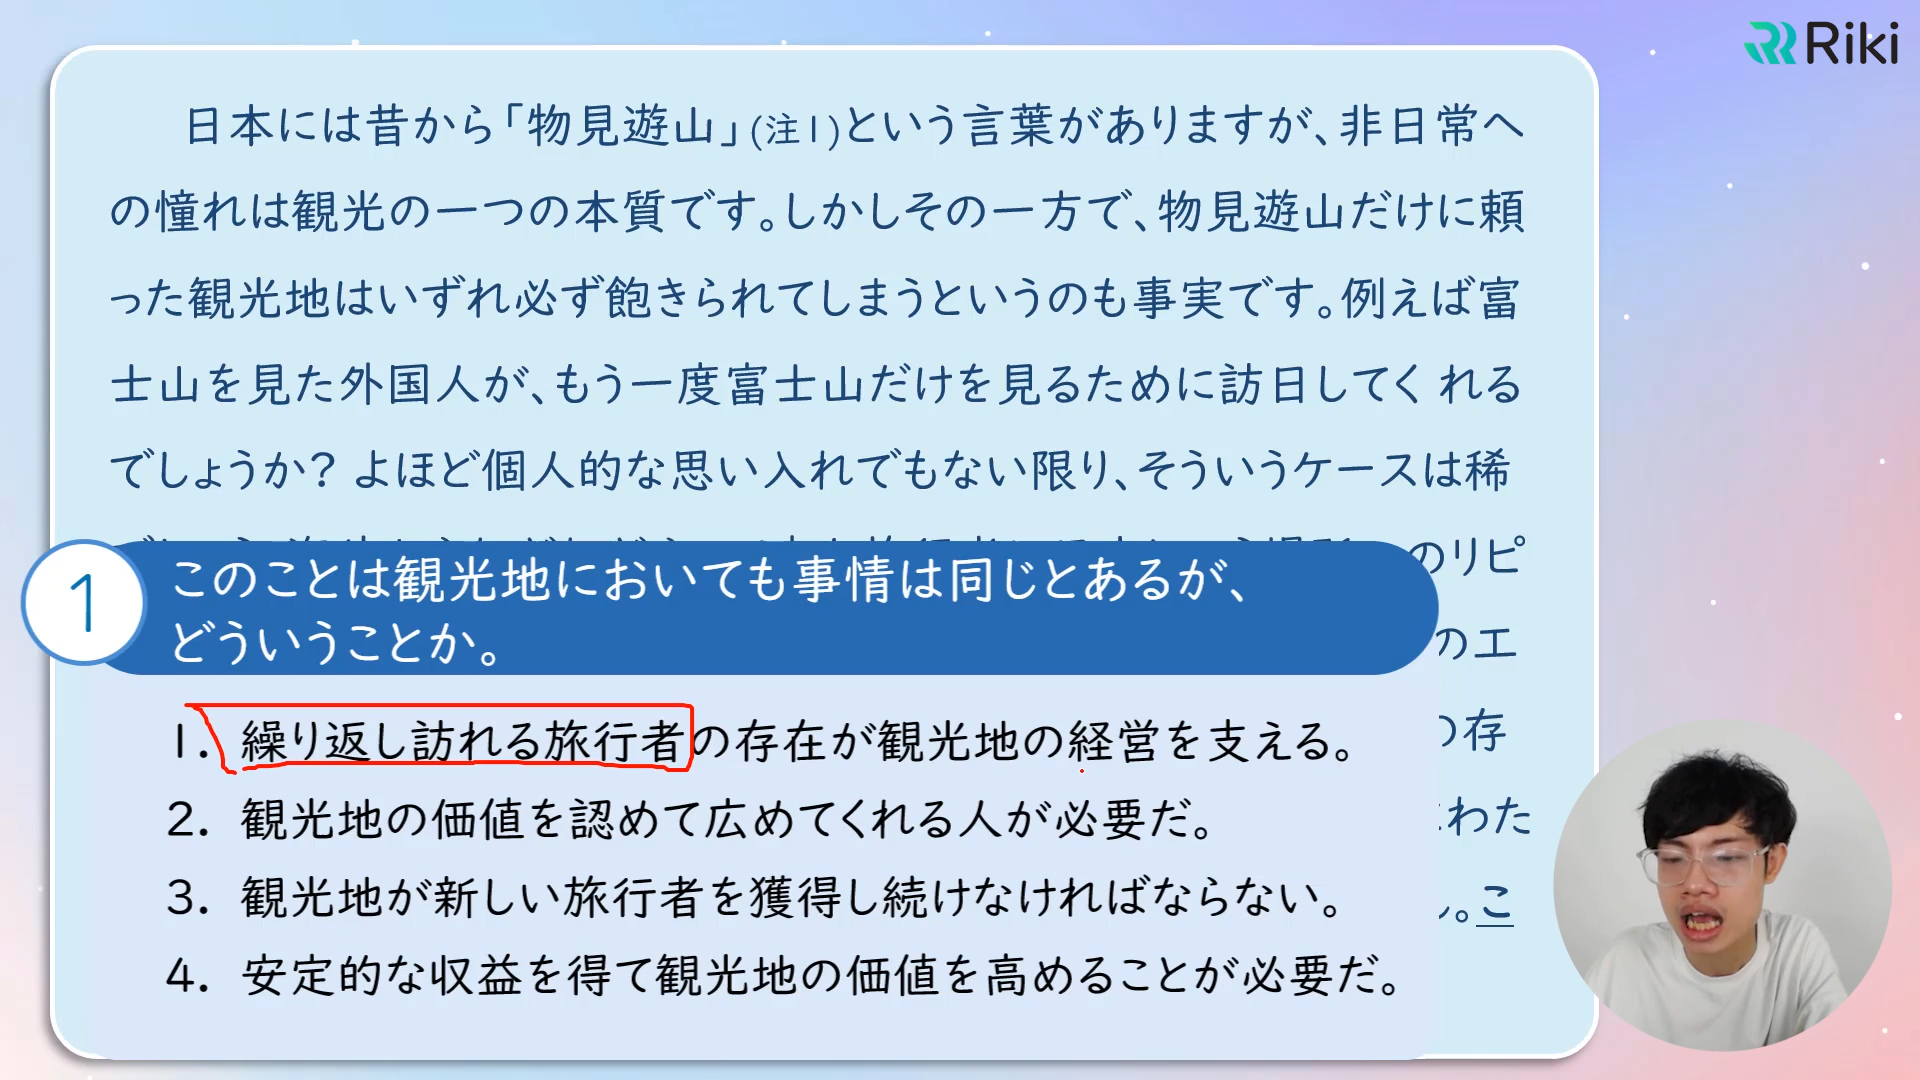 Riki
日本には昔から「物見遊山」(注1)という言葉がありますが、非日常へ
の憧れは観光の一つの本質です。しかしその一方で、物見遊山だけに頼
った観光地はいずれ必ず飽きられてしまうというのも事実です。例えば富
士山を見た外国人が、もう一度富士山だけを見るために訪日してく れる
でしょうか? よほど個人的な思い入れでもない限り、そういうケースは稀
のリピ
1
このことは観光地においても事情は同じとあるが、
どういうことか。
のエ
1. 繰り返し訪れる旅行者の存在が観光地の経営を支える。
の存
2. 観光地の価値を認めて広めてくれる人が必要だ。
わた
3. 観光地が新しい旅行者を獲得し続けなければならない。
。こ
4. 安定的な収益を得て観光地の価値を高めることが必要だ。